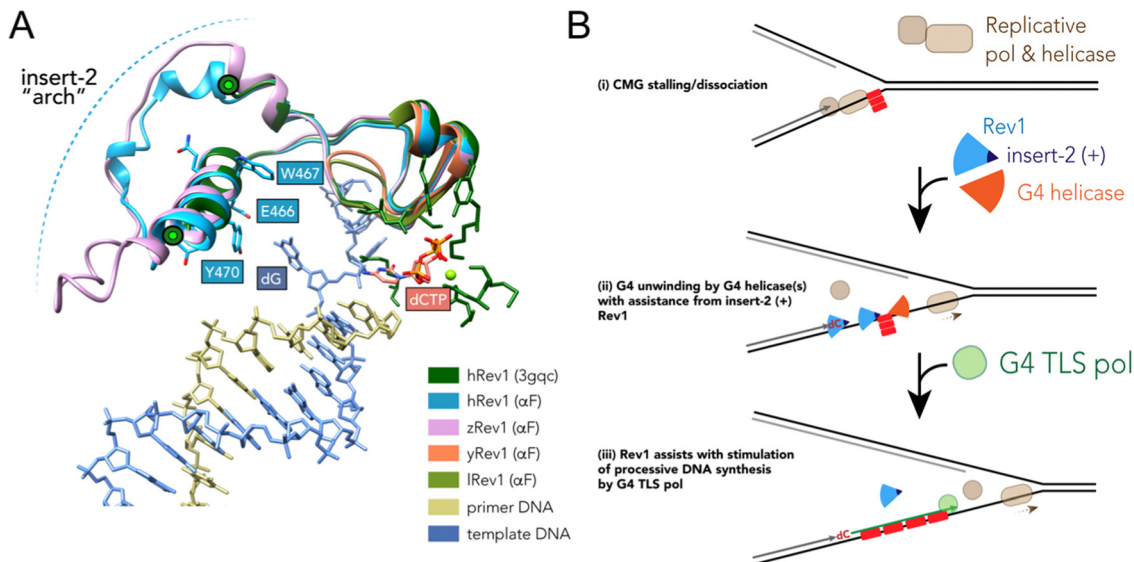 A
insert-2
"arch"
W467
E466
Y470
dG
dCTP
hRev1 (3gqc)
hRev1 (αF)
zRev1 (αF)
yRev1 (αF)
lRev1 (αF)
primer DNA
template DNA
B
Replicative
pol & helicase
(i) CMG stalling/dissociation
Rev1
insert-2 (+)
G4 helicase
(ii) G4 unwinding by G4 helicase(s)
with assistance from insert-2 (+)
Rev1
dC
G4 TLS pol
(iii) Rev1 assists with stimulation
of processive DNA synthesis
by G4 TLS pol
dC